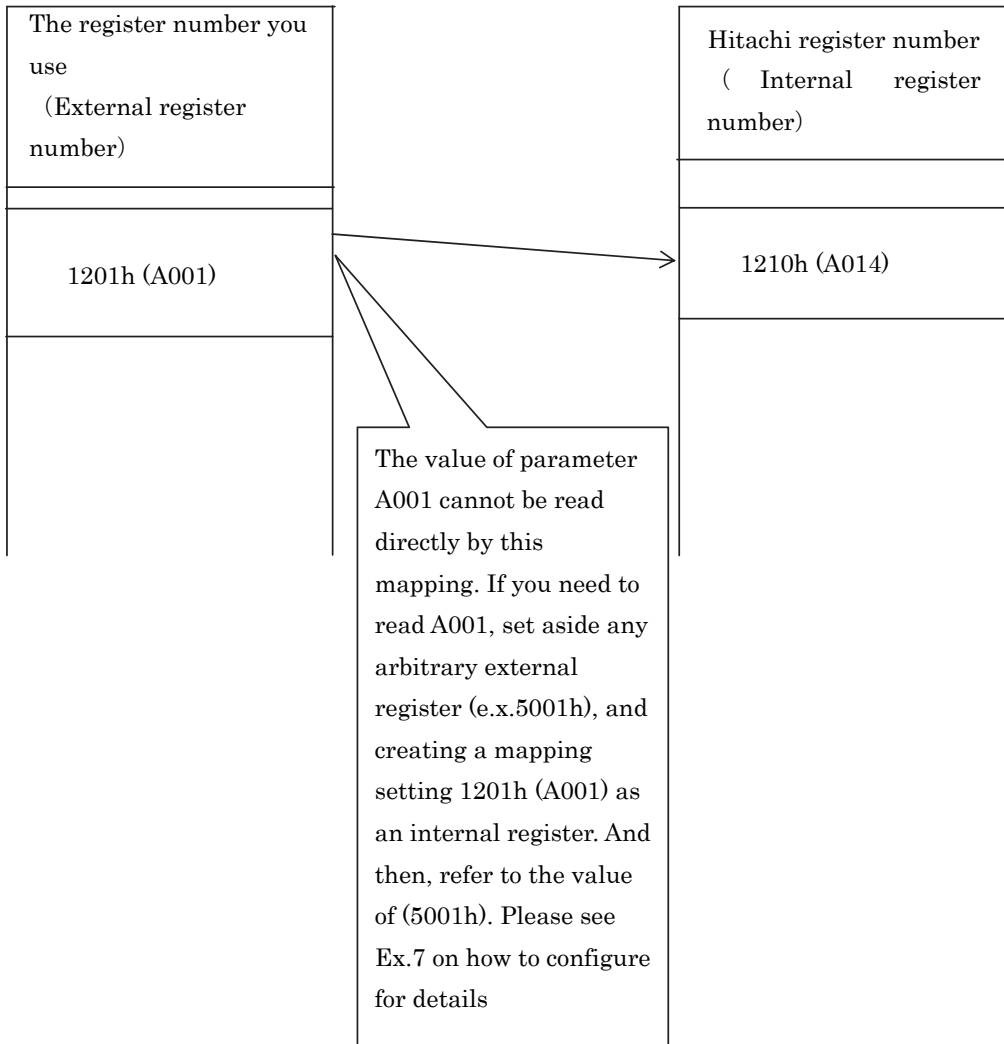 The register number you
use
（External register
number）
Hitachi register number
（ Internal register
number）
1201h (A001)
1210h (A014)
The value of parameter
A001 cannot be read
directly by this
mapping. If you need to
read A001, set aside any
arbitrary external
register (e.x.5001h), and
creating a mapping
setting 1201h (A001) as
an internal register. And
then, refer to the value
of (5001h). Please see
Ex.7 on how to configure
for details